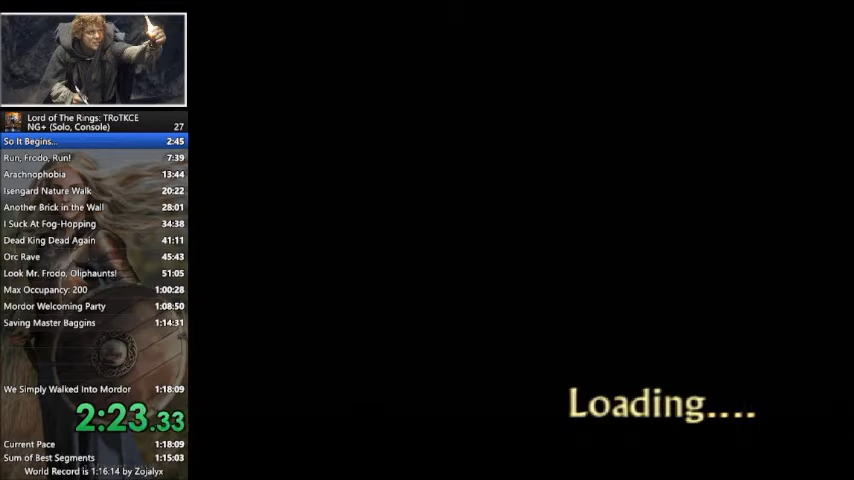 Lord of The Rings: TRoTKCE
NG+ (Solo, Console) 27
So It Begins... 2:45
Run, Frodo, Run! 7:39
Arachnophobia 13:44
Isengard Nature Walk 20:22
Another Brick in the Wall 28:01
I Suck At Fog-Hopping 34:38
Dead King Dead Again 41:11
Orc Rave 45:43
Look Mr. Frodo, Oliphaunts! 51:05
Max Occupancy: 200 1:00:28
Mordor Welcoming Party 1:08:50
Saving Master Baggins 1:14:31
We Simply Walked Into Mordor 1:18:09
2:23.33
Current Pace 1:18:09
Sum of Best Segments 1:15:03
World Record is 1:16:14 by Zojalyx
Loading....